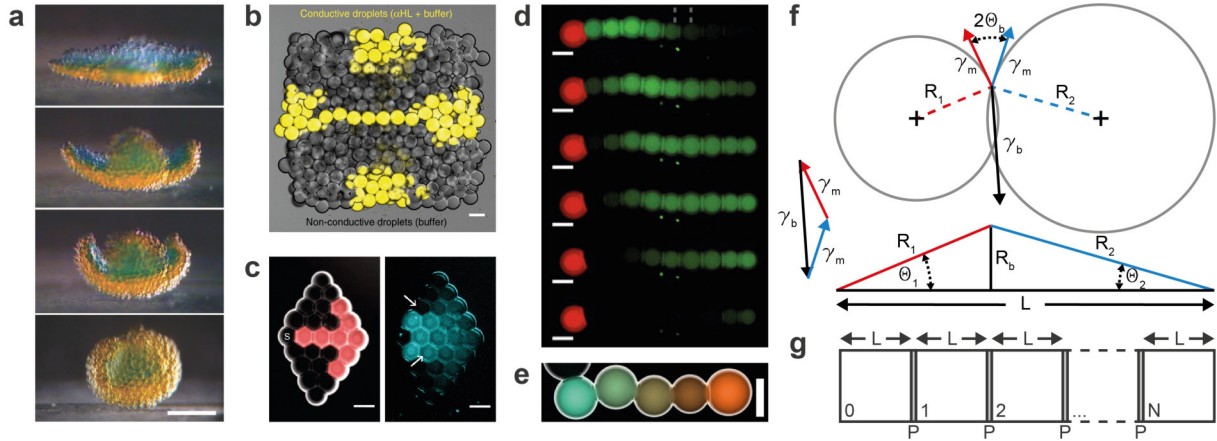 a
b
Conductive droplets (αHL + buffer)
Non-conductive droplets (buffer)
c
S
d
e
f
2Θb
γm
γm
R1
R2
γb
γm
γb
γm
R1
R2
Rb
Θ1
Θ2
L
g
L
L
L
0
1
2
...
N
P
P
P
P
L